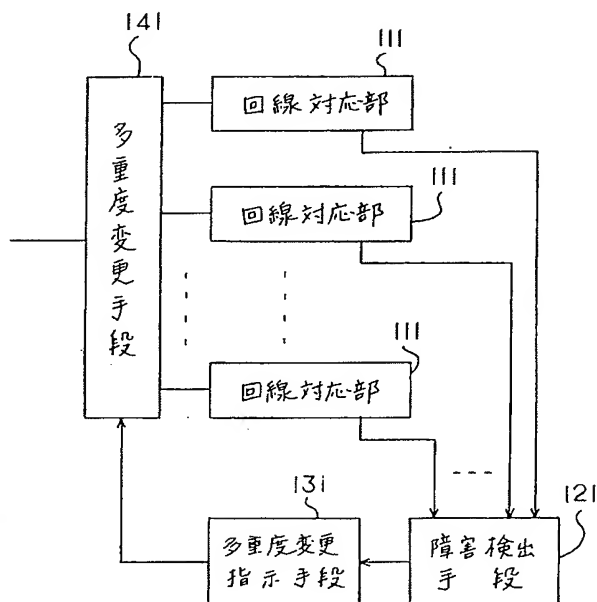 141
多重度変更手段
111
回線対応部
111
回線対応部
111
回線対応部
131
多重度変更
指示手段
121
障害検出
手段